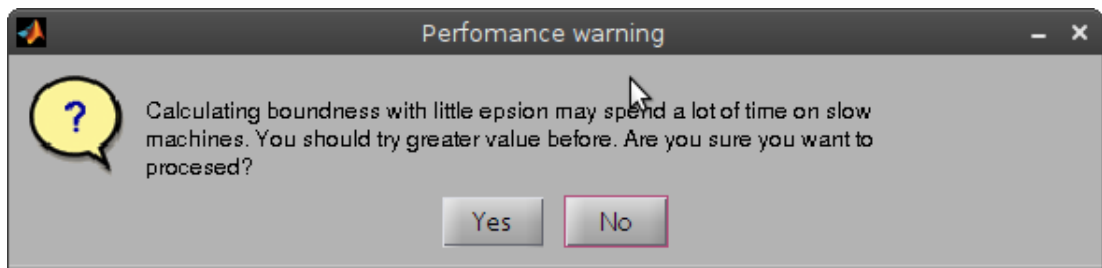 Perfomance warning
?
Calculating boundness with little epsion may spend a lot of time on slow
machines. You should try greater value before. Are you sure you want to
procesed?
Yes No